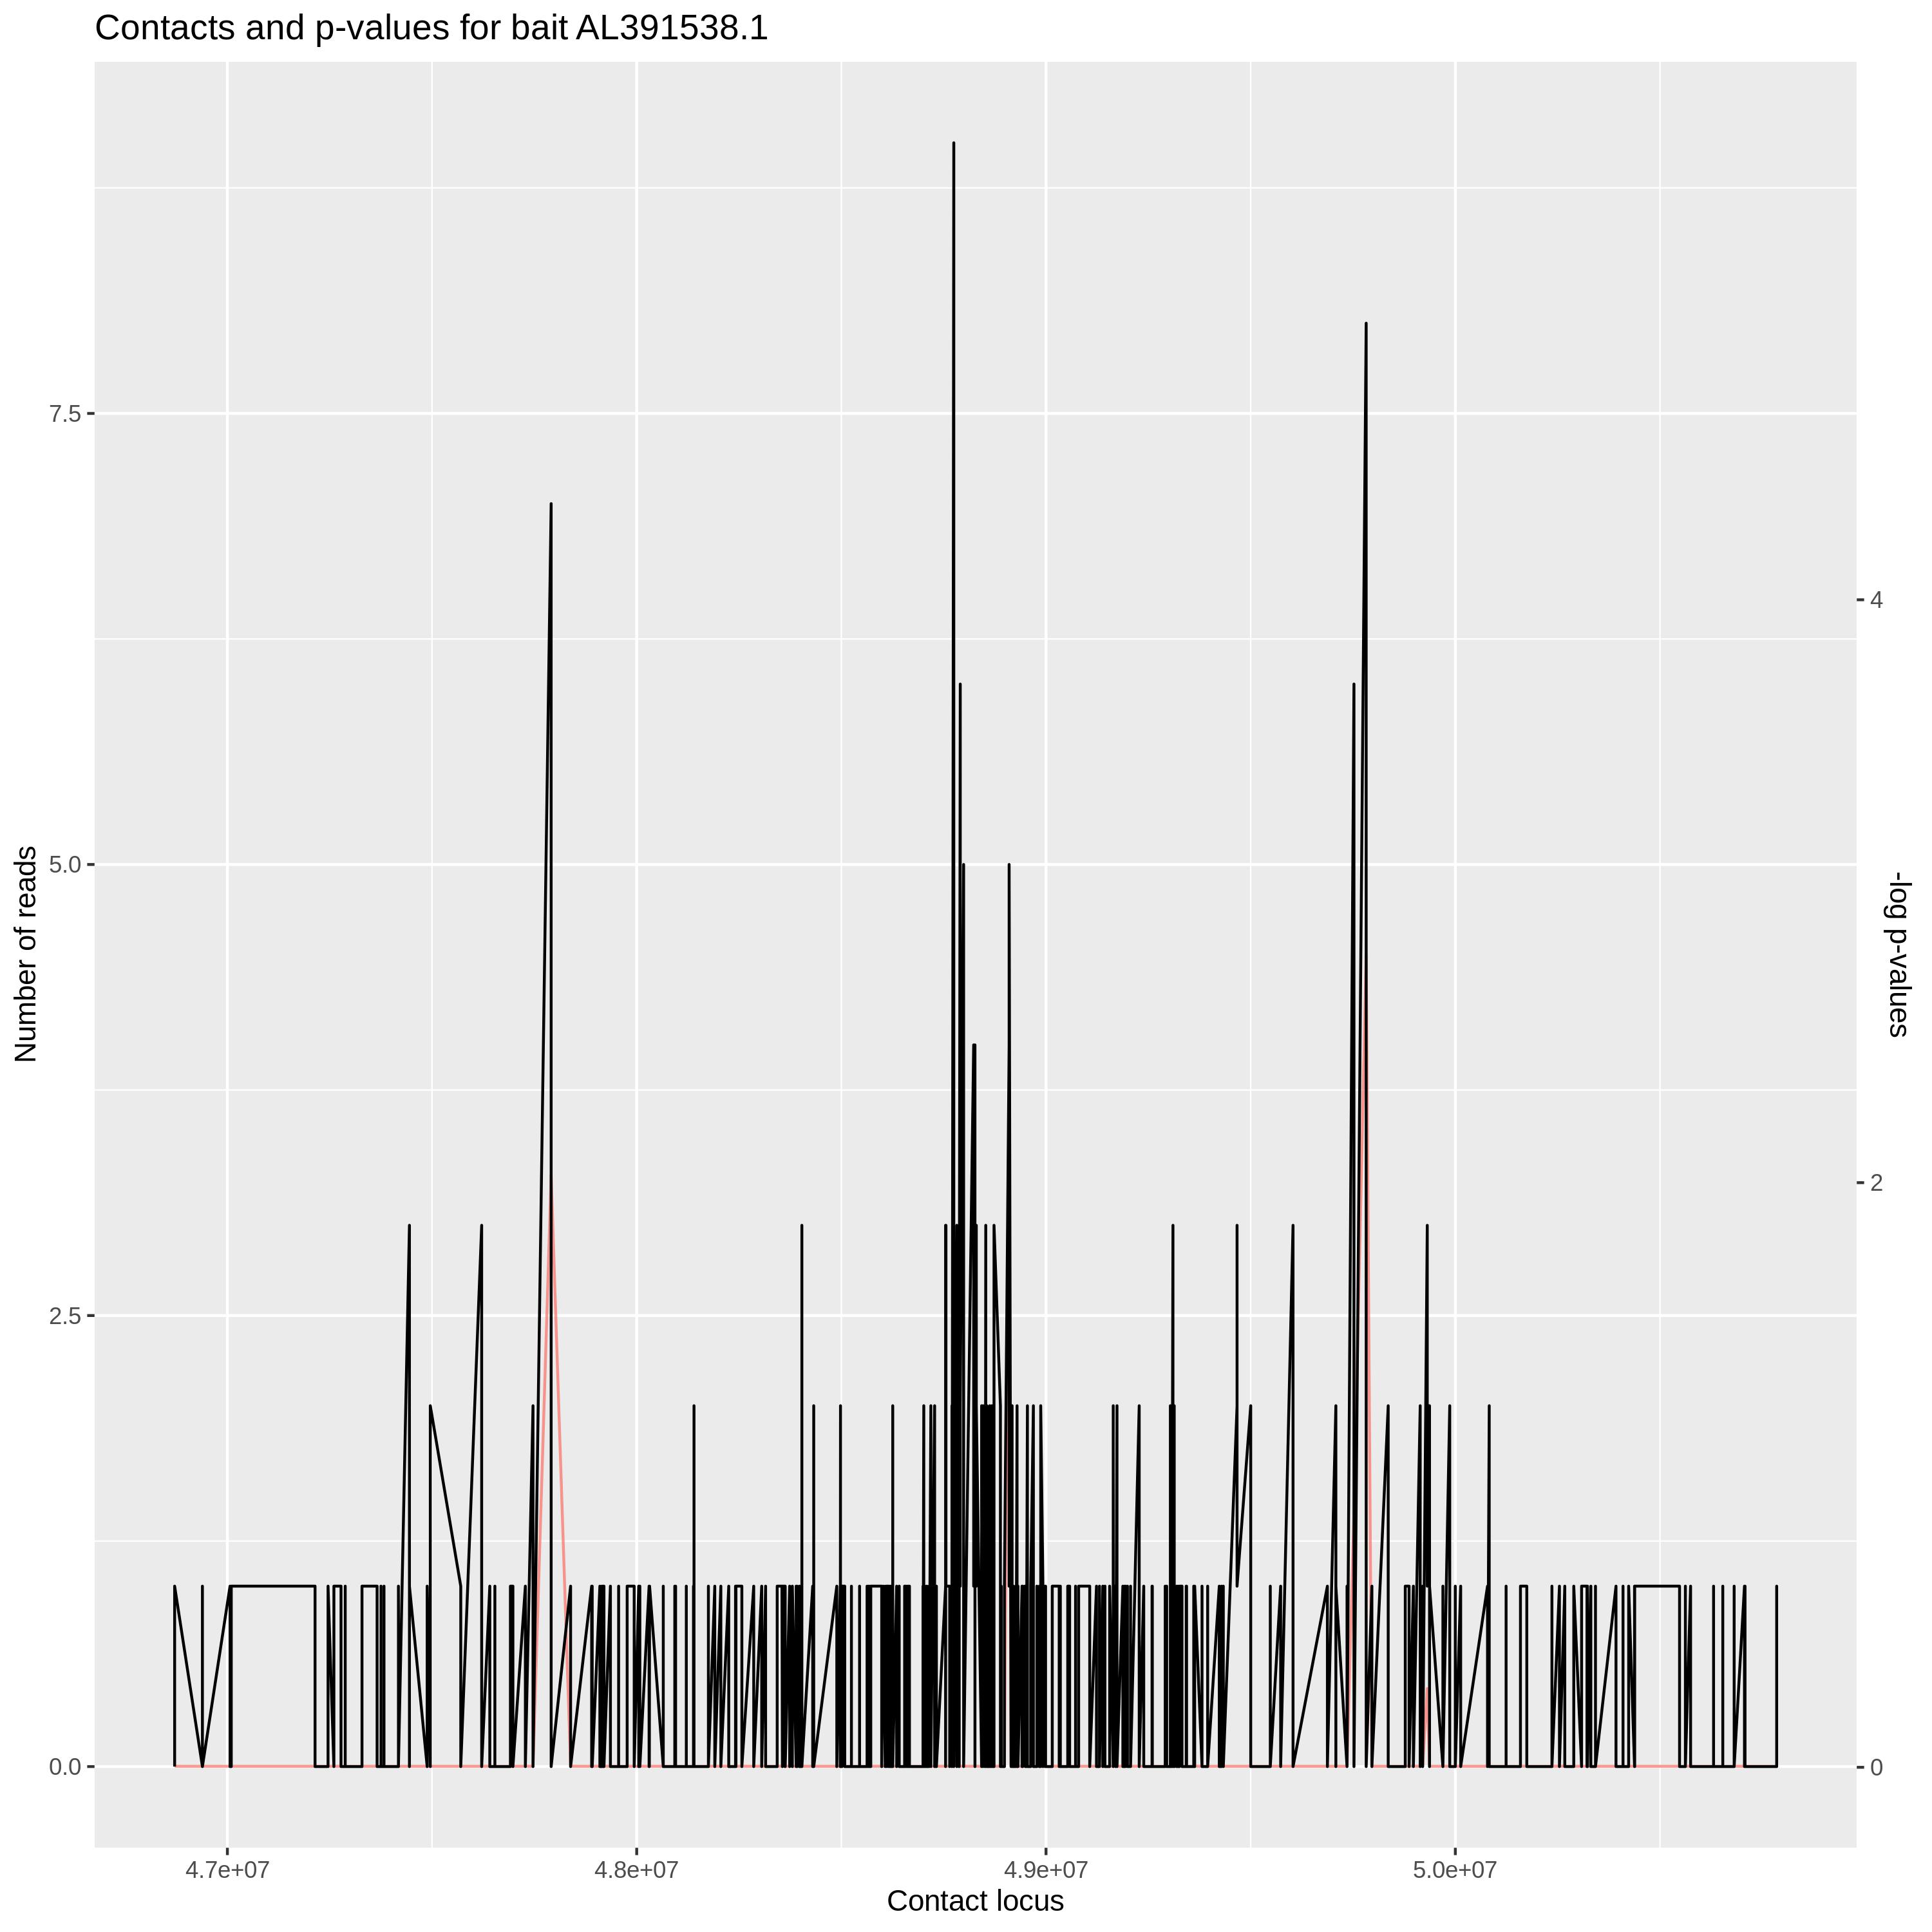 Contacts and p-values for bait AL391538.1
Number of reads
7.5
5.0
2.5
0.0
4
2
0
-log p-values
4.7e+07 4.8e+07 4.9e+07 5.0e+07
Contact locus